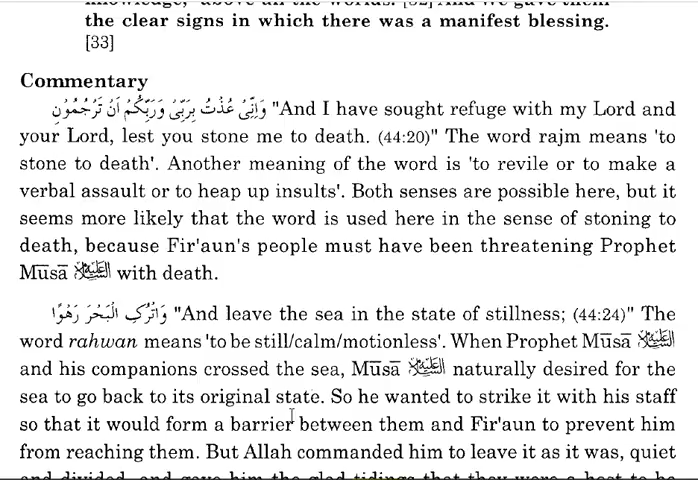 knowledge, above all the worlds. [32] And We gave them
the clear signs in which there was a manifest blessing.
[33]
Commentary
وَاِنِّىْ عُذْتُ بِرَبِّىْ وَرَبِّكُمْ اَنْ تَرْجُمُوْنِ "And I have sought refuge with my Lord and
your Lord, lest you stone me to death. (44:20)" The word rajm means 'to
stone to death'. Another meaning of the word is 'to revile or to make a
verbal assault or to heap up insults'. Both senses are possible here, but it
seems more likely that the word is used here in the sense of stoning to
death, because Fir'aun's people must have been threatening Prophet
Mūsā with death.
وَاتْرُكِ الْبَحْرَ رَهْوًا "And leave the sea in the state of stillness; (44:24)" The
word rahwan means 'to be still/calm/motionless'. When Prophet Mūsā
and his companions crossed the sea, Mūsā naturally desired for the
sea to go back to its original state. So he wanted to strike it with his staff
so that it would form a barrier between them and Fir'aun to prevent him
from reaching them. But Allah commanded him to leave it as it was, quiet
and divided, and gave him the glad tidings that they were a host to be